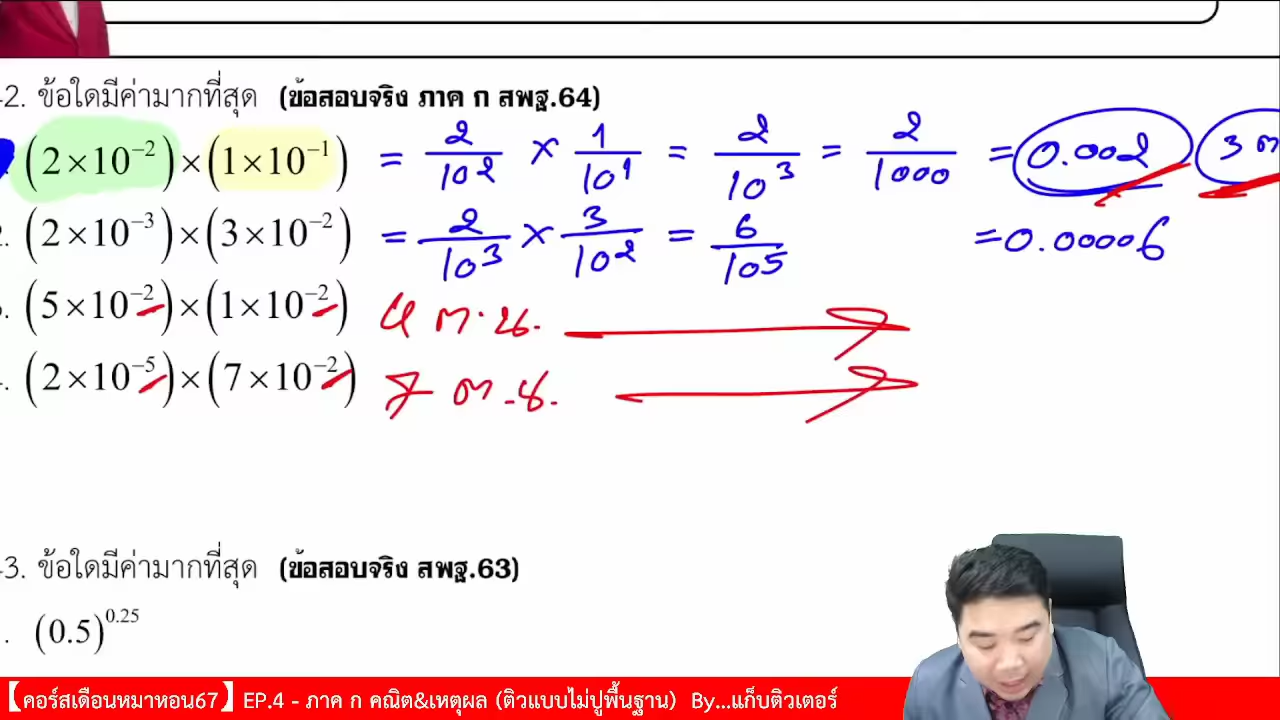 2. ข้อใดมีค่ามากที่สุด (ข้อสอบจริง ภาค ก สพฐ.64)
(2×10⁻²)×(1×10⁻¹) = 2/10² × 1/10¹ = 2/10³ = 2/1000 = 0.002 3 ต
. (2×10⁻³)×(3×10⁻²) = 2/10³ × 3/10² = 6/10⁵ = 0.00006
. (5×10⁻²)×(1×10⁻²) 4 ต.น.
. (2×10⁻⁵)×(7×10⁻²) 7 ต.น.
3. ข้อใดมีค่ามากที่สุด (ข้อสอบจริง สพฐ.63)
. (0.5)^0.25
【คอร์สเดือนหมาหอน67】EP.4 - ภาค ก คณิต&เหตุผล (ติวแบบไม่ปูพื้นฐาน) By...แก็บติวเตอร์